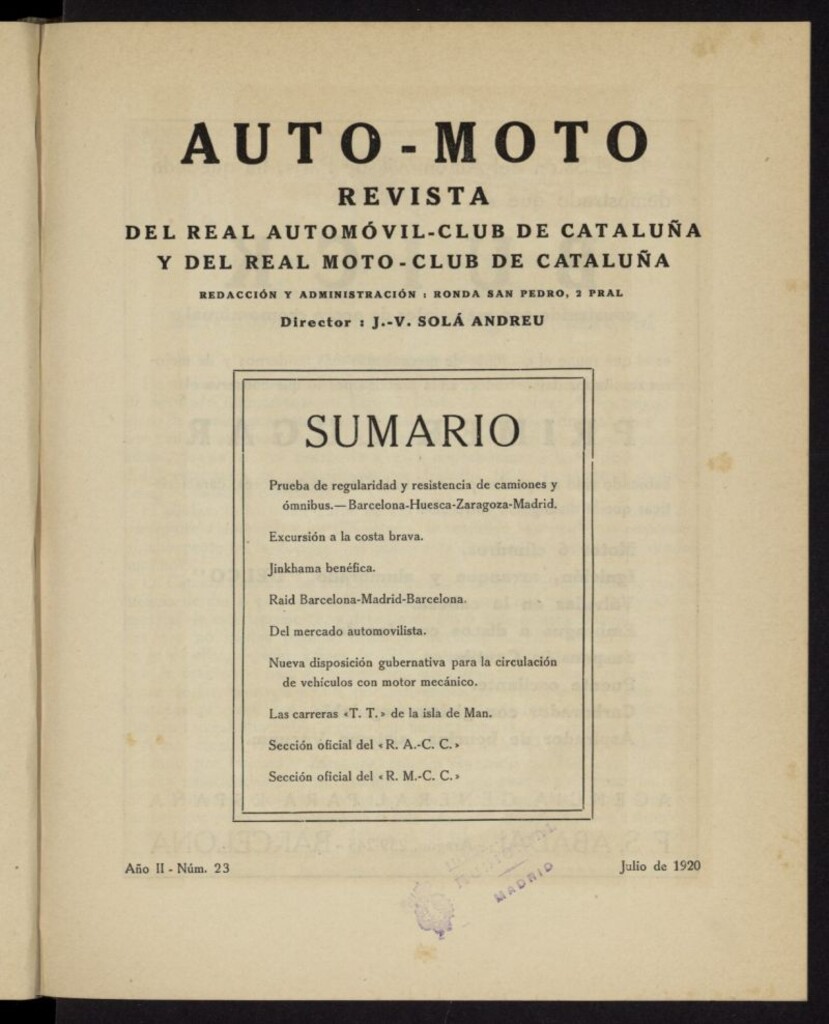 AUTO-MOTO
REVISTA
DEL REAL AUTOMÓVIL-CLUB DE CATALUÑA
Y DEL REAL MOTO-CLUB DE CATALUÑA
REDACCIÓN Y ADMINISTRACIÓN : RONDA SAN PEDRO, 2 PRAL
Director : J.-V. SOLÁ ANDREU
SUMARIO
Prueba de regularidad y resistencia de camiones y
ómnibus.—Barcelona-Huesca-Zaragoza-Madrid.
Excursión a la costa brava.
Jinkhama benéfica.
Raid Barcelona-Madrid-Barcelona.
Del mercado automovilista.
Nueva disposición gubernativa para la circulación
de vehículos con motor mecánico.
Las carreras «T. T.» de la isla de Man.
Sección oficial del «R. A.-C. C.»
Sección oficial del «R. M.-C. C.»
Año II - Núm. 23
Julio de 1920
MADRID